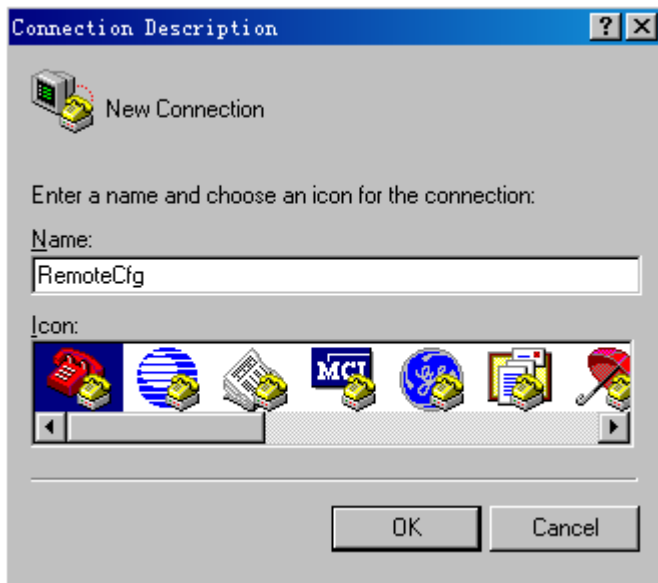 Connection Description
New Connection
Enter a name and choose an icon for the connection:
Name:
RemoteCfg
Icon:
MCI
OK Cancel